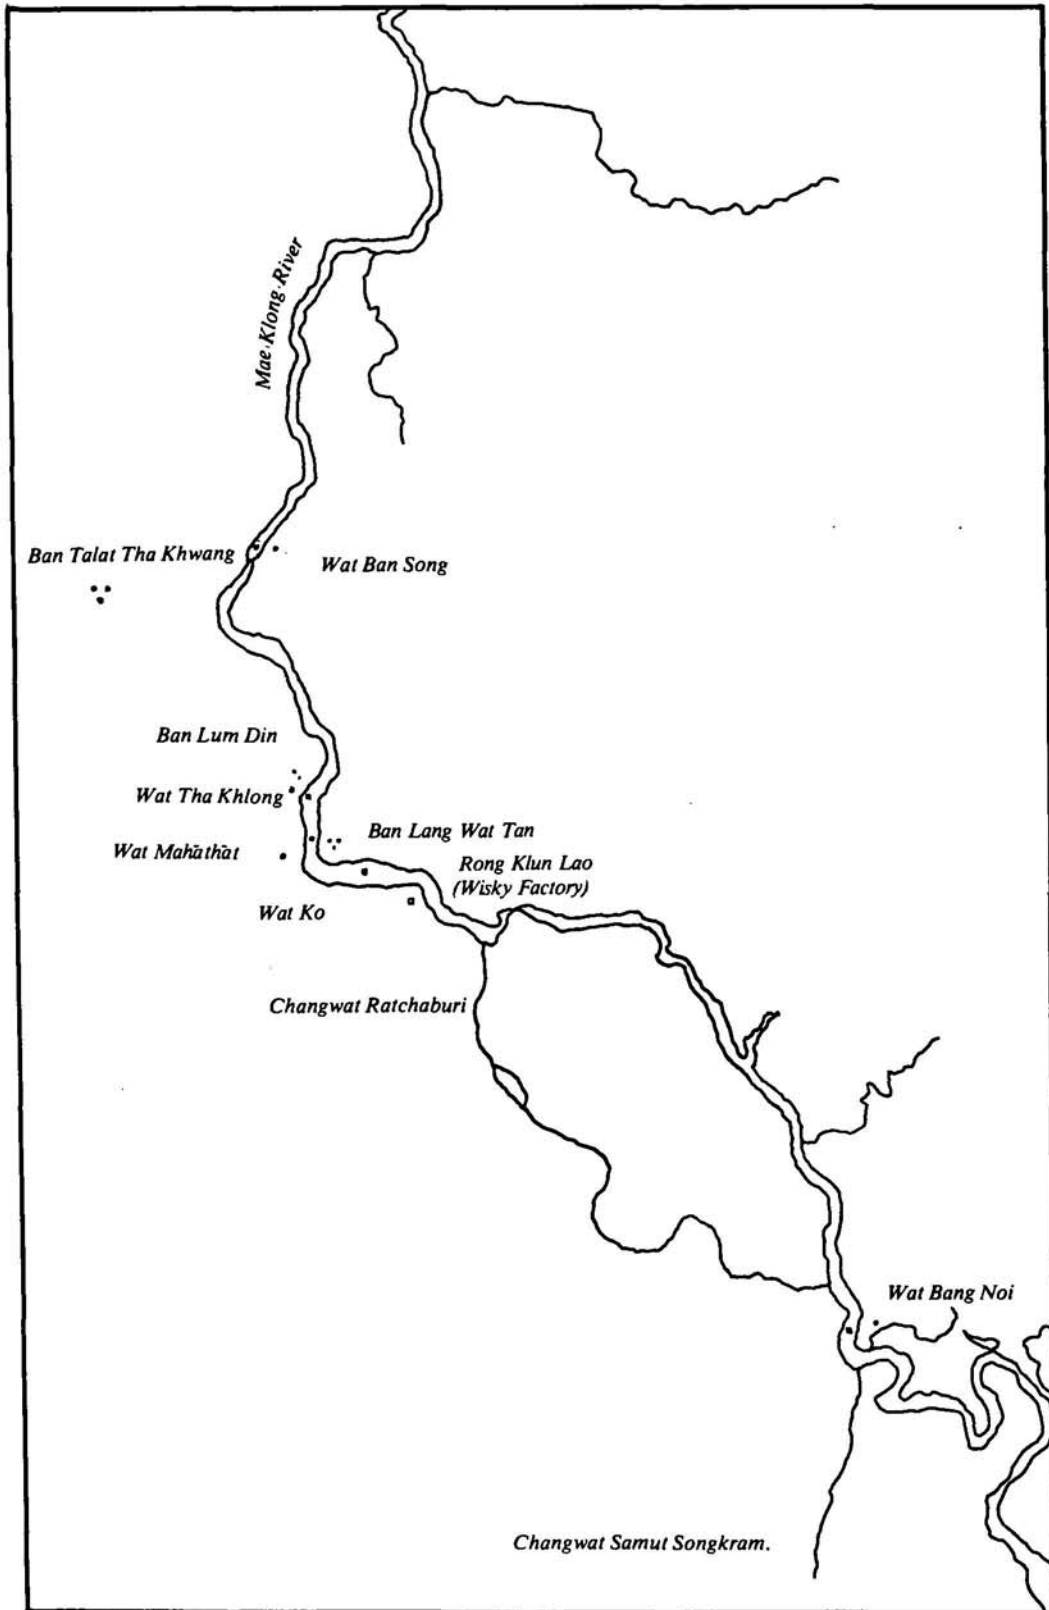 Mae Klong River
Ban Talat Tha Khwang
Wat Ban Song
Ban Lum Din
Wat Tha Khlong
Ban Lang Wat Tan
Wat Mahāthāt
Rong Klun Lao
(Wisky Factory)
Wat Ko
Changwat Ratchaburi
Wat Bang Noi
Changwat Samut Songkram.